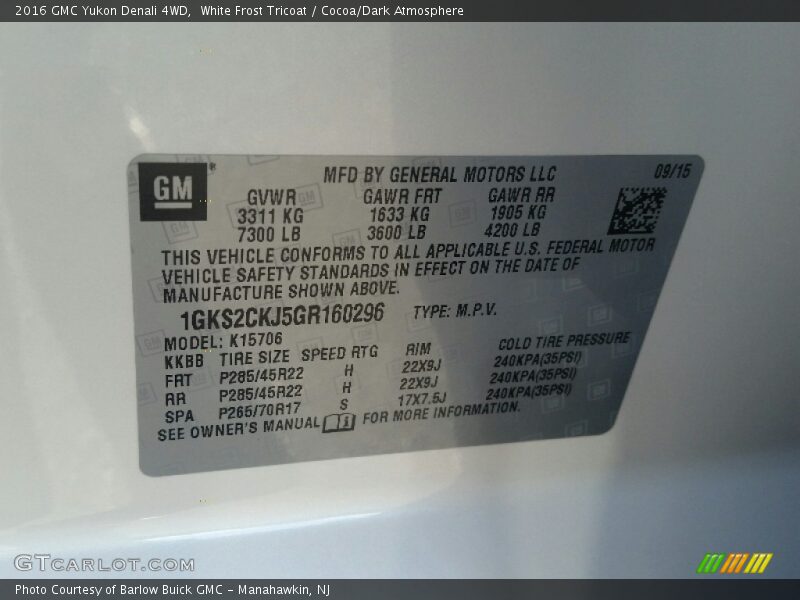 2016 GMC Yukon Denali 4WD, White Frost Tricoat / Cocoa/Dark Atmosphere
GM
MFD BY GENERAL MOTORS LLC 09/15
GVWR GAWR FRT GAWR RR
3311 KG 1633 KG 1905 KG
7300 LB 3600 LB 4200 LB
THIS VEHICLE CONFORMS TO ALL APPLICABLE U.S. FEDERAL MOTOR
VEHICLE SAFETY STANDARDS IN EFFECT ON THE DATE OF
MANUFACTURE SHOWN ABOVE.
1GKS2CKJ5GR160296 TYPE: M.P.V.
MODEL: K15706
KKBB TIRE SIZE SPEED RTG RIM COLD TIRE PRESSURE
FRT P285/45R22 H 22X9J 240KPA(35PSI)
RR P285/45R22 H 22X9J 240KPA(35PSI)
SPA P265/70R17 S 17X7.5J 240KPA(35PSI)
SEE OWNER'S MANUAL FOR MORE INFORMATION.
GTCARLOT.COM
Photo Courtesy of Barlow Buick GMC – Manahawkin, NJ